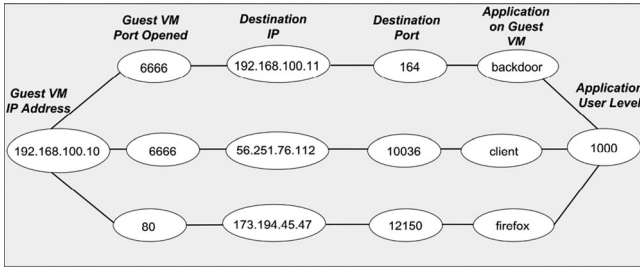 Guest VM
Port Opened
Destination
IP
Destination
Port
Application
on Guest
VM
6666
192.168.100.11
164
backdoor
Guest VM
IP Address
Application
User Level
192.168.100.10
6666
56.251.76.112
10036
client
1000
80
173.194.45.47
12150
firefox